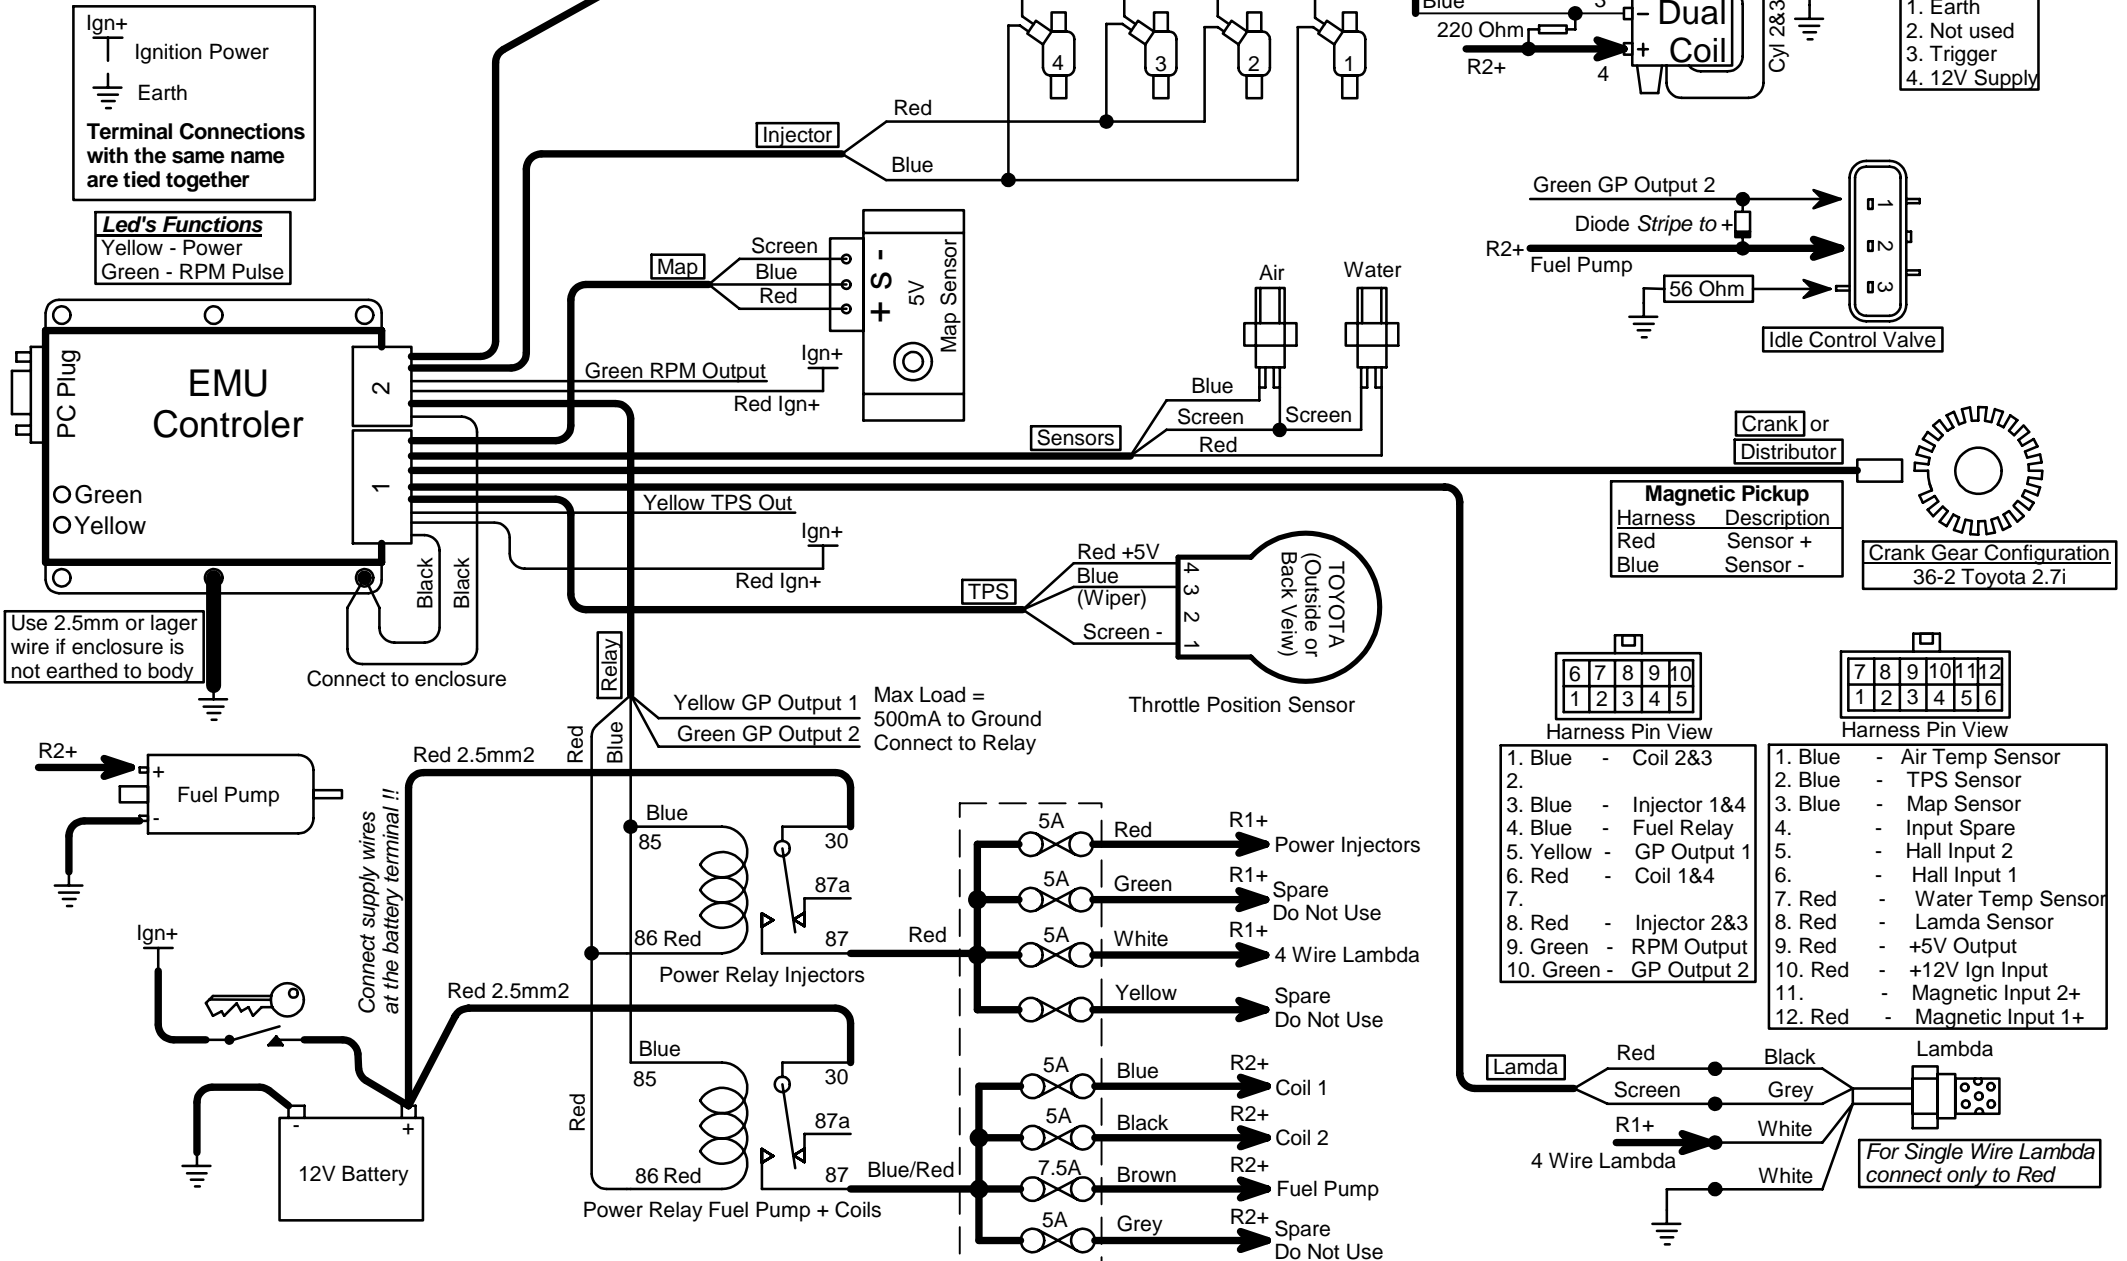 Ign+
Ignition Power
Earth
Terminal Connections
with the same name
are tied together
Led's Functions
Yellow - Power
Green - RPM Pulse
4
3
2
1
Injector
Red
Blue
Blue
3
-
Dual
Coil
220 Ohm
+
R2+
4
Cyl 2&3
1. Earth
2. Not used
3. Trigger
4. 12V Supply
Green GP Output 2
Diode Stripe to +
R2+
Fuel Pump
56 Ohm
1
2
3
Idle Control Valve
Map
Screen
Blue
Red
+ S -
5V
Map Sensor
Air
Water
Blue
Screen
Screen
Red
Sensors
PC Plug
EMU
Controler
2
1
Green
Yellow
Green RPM Output
Ign+
Red Ign+
Yellow TPS Out
Ign+
Red Ign+
Black
Black
Use 2.5mm or lager
wire if enclosure is
not earthed to body
Connect to enclosure
Crank or
Distributor
Magnetic Pickup
Harness Description
Red Sensor +
Blue Sensor -
Crank Gear Configuration
36-2 Toyota 2.7i
TPS
Red +5V
Blue
(Wiper)
Screen -
4
3
2
1
TOYOTA
(Outside or
Back Veiw)
Throttle Position Sensor
Relay
Red
Blue
Yellow GP Output 1
Green GP Output 2
Max Load =
500mA to Ground
Connect to Relay
R2+
+
-
Fuel Pump
Red 2.5mm2
Connect supply wires
at the battery terminal !!
Blue
85
30
87a
86 Red
87
Power Relay Injectors
Red
Red 2.5mm2
Blue
85
30
87a
Red
86 Red
87
Power Relay Fuel Pump + Coils
Blue/Red
Ign+
-
+
12V Battery
5A
Red
R1+
Power Injectors
5A
Green
R1+
Spare
Do Not Use
5A
White
R1+
4 Wire Lambda
Yellow
Spare
Do Not Use
5A
Blue
R2+
Coil 1
5A
Black
R2+
Coil 2
7.5A
Brown
R2+
Fuel Pump
5A
Grey
R2+
Spare
Do Not Use
6 7 8 9 10
1 2 3 4 5
Harness Pin View
1. Blue - Coil 2&3
2.
3. Blue - Injector 1&4
4. Blue - Fuel Relay
5. Yellow - GP Output 1
6. Red - Coil 1&4
7.
8. Red - Injector 2&3
9. Green - RPM Output
10. Green - GP Output 2
7 8 9 10 11 12
1 2 3 4 5 6
Harness Pin View
1. Blue - Air Temp Sensor
2. Blue - TPS Sensor
3. Blue - Map Sensor
4. - Input Spare
5. - Hall Input 2
6. - Hall Input 1
7. Red - Water Temp Sensor
8. Red - Lamda Sensor
9. Red - +5V Output
10. Red - +12V Ign Input
11. - Magnetic Input 2+
12. Red - Magnetic Input 1+
Lamda
Red
Black
Lambda
Screen
Grey
R1+
White
4 Wire Lambda
White
For Single Wire Lambda
connect only to Red